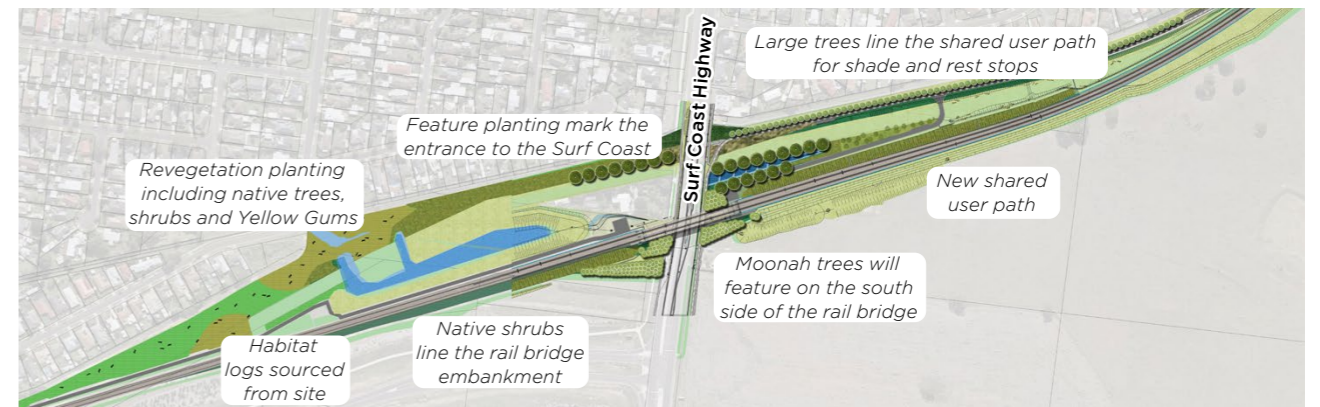 Large trees line the shared user path
for shade and rest stops
Surf Coast Highway
Feature planting mark the
entrance to the Surf Coast
Revegetation planting
including native trees,
shrubs and Yellow Gums
New shared
user path
Moonah trees will
feature on the south
side of the rail bridge
Native shrubs
line the rail bridge
embankment
Habitat
logs sourced
from site